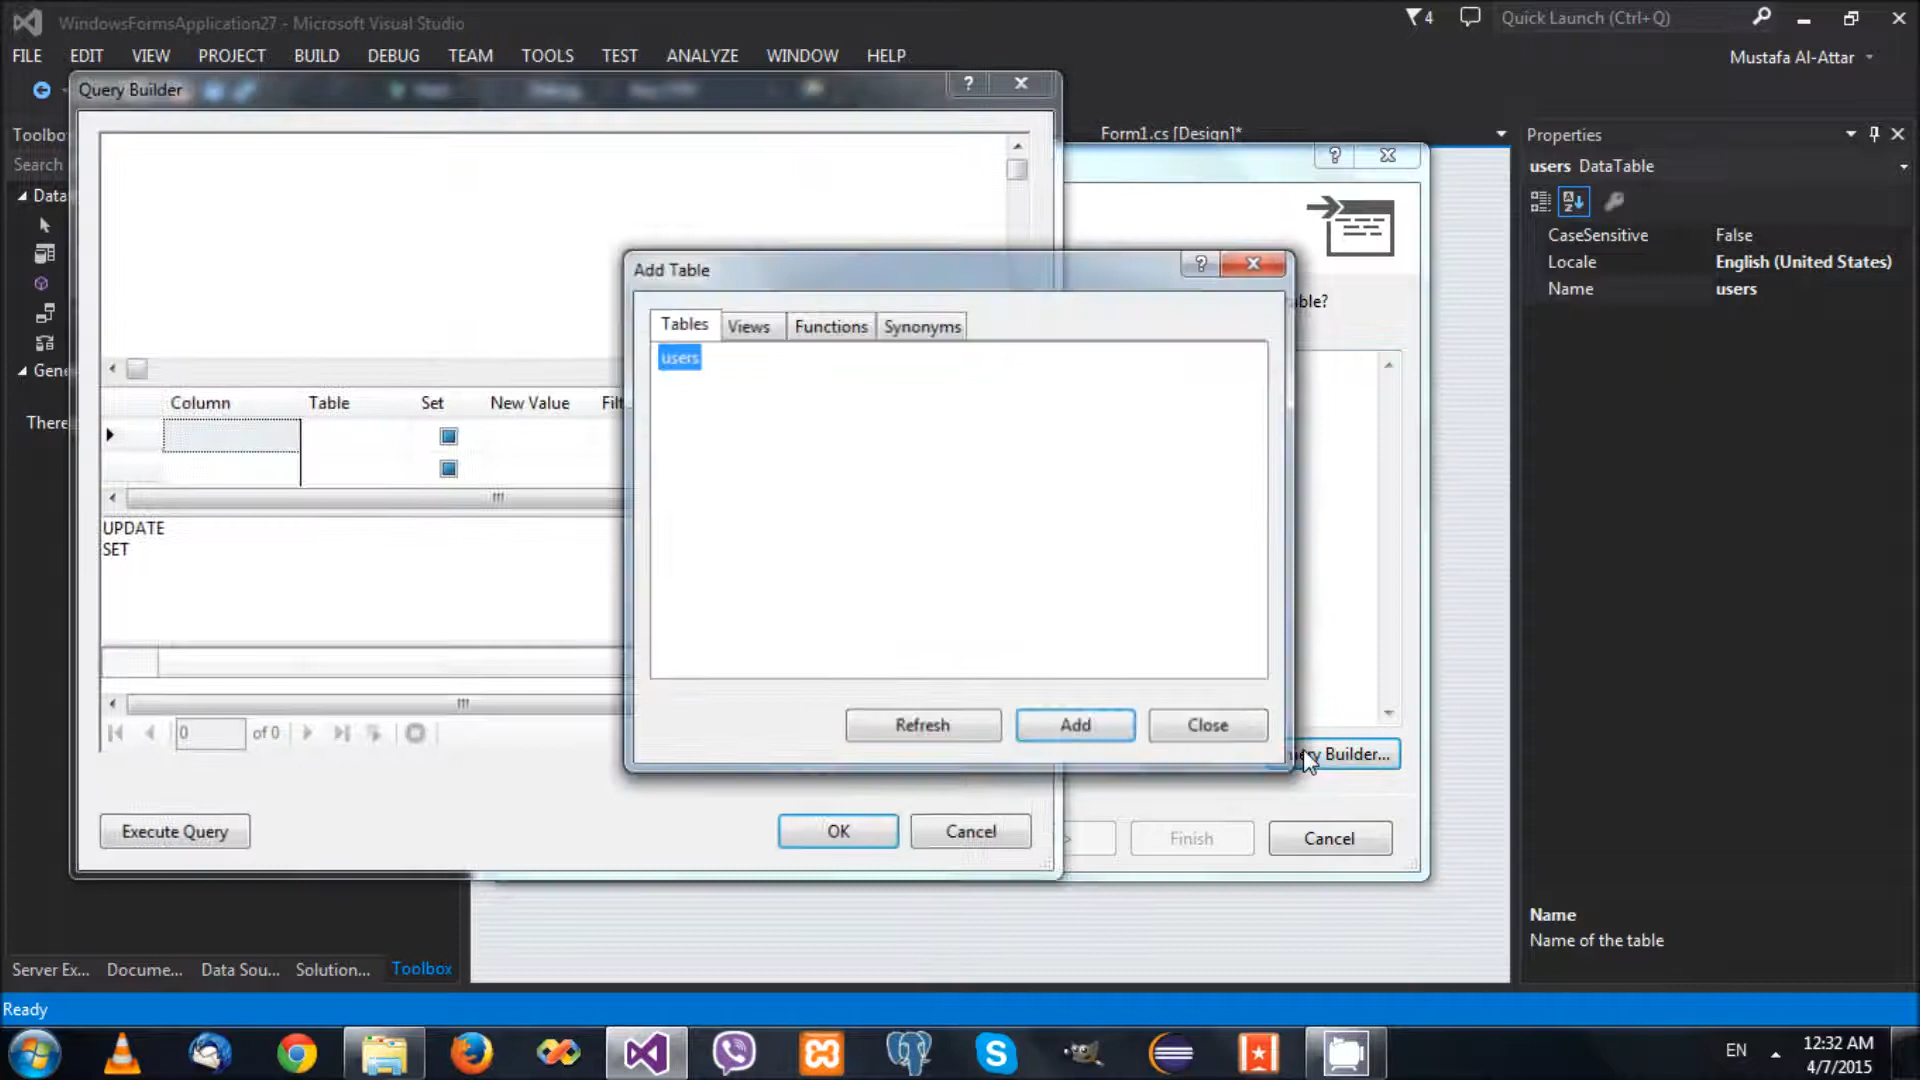 WindowsFormsApplication27 - Microsoft Visual Studio
4
Quick Launch (Ctrl+Q)
FILE EDIT VIEW PROJECT BUILD DEBUG TEAM TOOLS TEST ANALYZE WINDOW HELP
Mustafa Al-Attar
Query Builder
?
Toolbo
Form1.cs [Design]*
Properties
Search
users DataTable
Data
CaseSensitive False
Locale English (United States)
Name users
Add Table
?
Tables Views Functions Synonyms
users
able?
Gene
Column Table Set New Value Filt
There
UPDATE
SET
0 of 0
Refresh Add Close
ery Builder...
Execute Query OK Cancel
> Finish Cancel
Name
Name of the table
Server Ex... Docume... Data Sou... Solution... Toolbox
Ready
EN
12:32 AM
4/7/2015